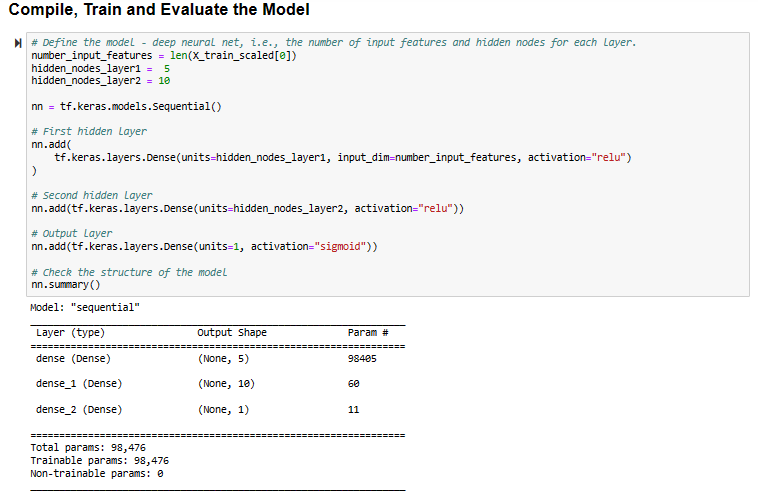 Compile, Train and Evaluate the Model
# Define the model - deep neural net, i.e., the number of input features and hidden nodes for each layer.
number_input_features = len(X_train_scaled[0])
hidden_nodes_layer1 =  5
hidden_nodes_layer2 = 10
nn = tf.keras.models.Sequential()
# First hidden layer
nn.add(
    tf.keras.layers.Dense(units=hidden_nodes_layer1, input_dim=number_input_features, activation="relu")
)
# Second hidden layer
nn.add(tf.keras.layers.Dense(units=hidden_nodes_layer2, activation="relu"))
# Output layer
nn.add(tf.keras.layers.Dense(units=1, activation="sigmoid"))
# Check the structure of the model
nn.summary()
Model: "sequential"
Layer (type) Output Shape Param #
dense (Dense) (None, 5) 98405
dense_1 (Dense) (None, 10) 60
dense_2 (Dense) (None, 1) 11
Total params: 98,476
Trainable params: 98,476
Non-trainable params: 0